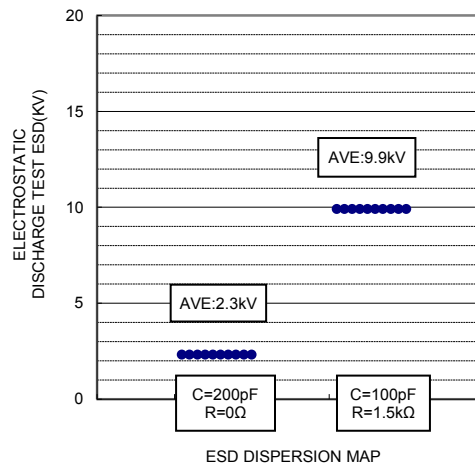 20
15
10
5
0
ELECTROSTATIC
DISCHARGE TEST ESD(KV)
AVE:9.9kV
AVE:2.3kV
C=200pF
R=0Ω
C=100pF
R=1.5kΩ
ESD DISPERSION MAP